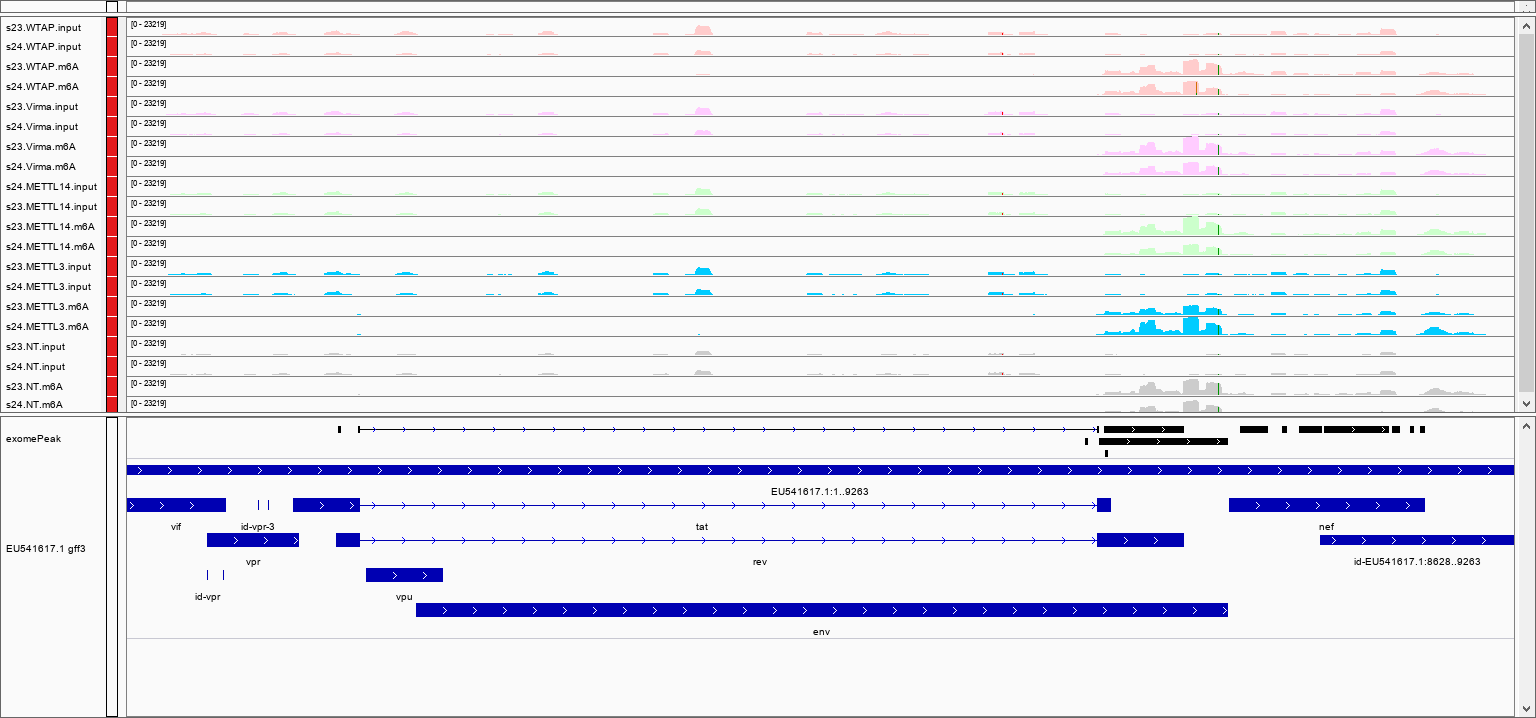 s23.WTAP.input [0 - 23219]
s24.WTAP.input [0 - 23219]
s23.WTAP.m6A [0 - 23219]
s24.WTAP.m6A [0 - 23219]
s23.Virma.input [0 - 23219]
s24.Virma.input [0 - 23219]
s23.Virma.m6A [0 - 23219]
s24.Virma.m6A [0 - 23219]
s24.METTL14.input [0 - 23219]
s23.METTL14.input [0 - 23219]
s23.METTL14.m6A [0 - 23219]
s24.METTL14.m6A [0 - 23219]
s23.METTL3.input [0 - 23219]
s24.METTL3.input [0 - 23219]
s23.METTL3.m6A [0 - 23219]
s24.METTL3.m6A [0 - 23219]
s23.NT.input [0 - 23219]
s24.NT.input [0 - 23219]
s23.NT.m6A [0 - 23219]
s24.NT.m6A [0 - 23219]
exomePeak
EU541617.1:1..9263
vif id-vpr-3 tat nef
EU541617.1 gff3
vpr rev id-EU541617.1:8628..9263
id-vpr vpu
env